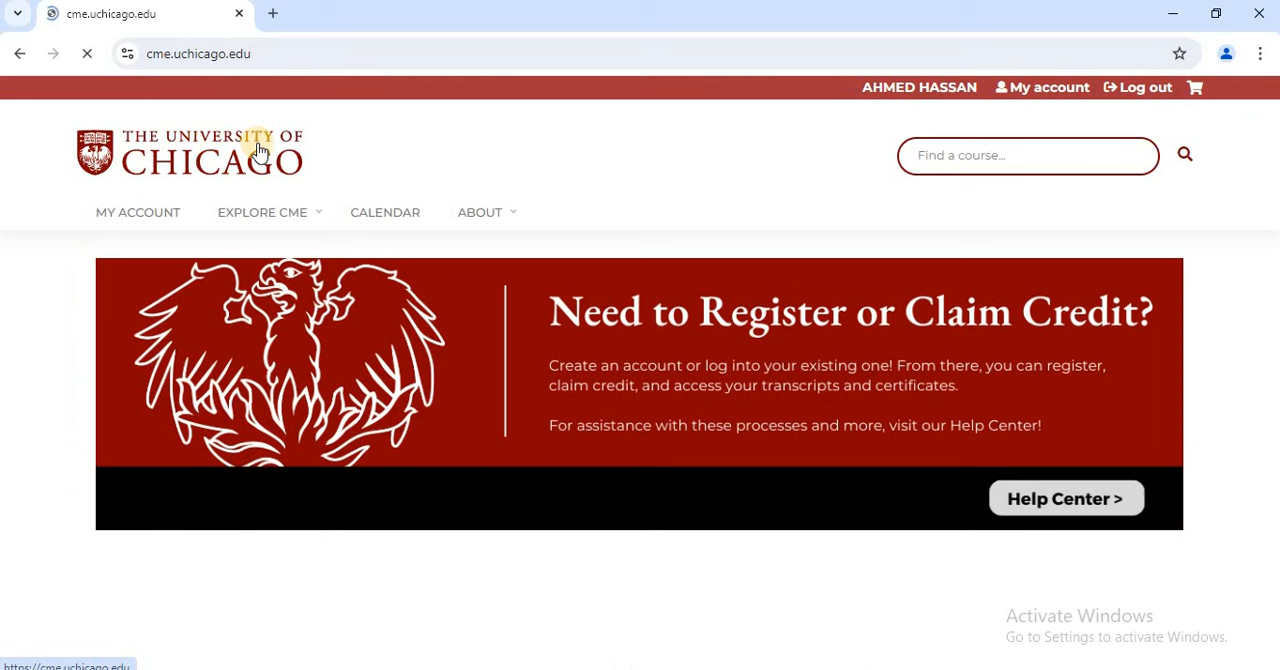 cme.uchicago.edu
cme.uchicago.edu
AHMED HASSAN My account Log out
THE UNIVERSITY OF
CHICAGO
Find a course...
MY ACCOUNT EXPLORE CME CALENDAR ABOUT
Need to Register or Claim Credit?
Create an account or log into your existing one! From there, you can register,
claim credit, and access your transcripts and certificates.
For assistance with these processes and more, visit our Help Center!
Help Center >
Activate Windows
Go to Settings to activate Windows.
https://cme.uchicago.edu